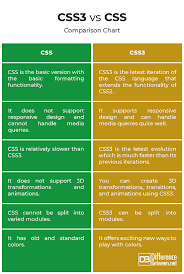 CSS3 vs CSS
Comparison Chart
CSS
CSS3
CSS is the basic version with
the basic formatting
functionality.
CSS3 is the latest iteration of
the CSS language that
extends the functionality of
CSS2.
It does not support
responsive design and
cannot handle media
queries.
It supports responsive
design and can handle
media queries quite well.
CSS is relatively slower than
CSS3.
CSS3 is the latest evolution
which is much faster than its
previous iterations.
It does not support 3D
transformations and
animations.
You can create 3D
transformations, transitions,
and animations using CSS3.
CSS cannot be split into
varied modules.
CSS3 can be split into
modules.
It has old and standard
colors.
It offers exciting new ways to
play with colors.
DB Difference
Between.net